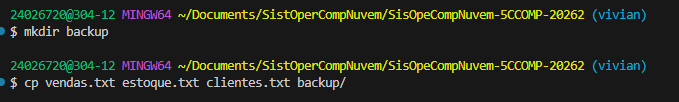 24026720@304-12 MINGW64 ~/Documents/SistOperCompNuvem/SisOpeCompNuvem-5CCOMP-20262 (vivian)
$ mkdir backup
24026720@304-12 MINGW64 ~/Documents/SistOperCompNuvem/SisOpeCompNuvem-5CCOMP-20262 (vivian)
$ cp vendas.txt estoque.txt clientes.txt backup/